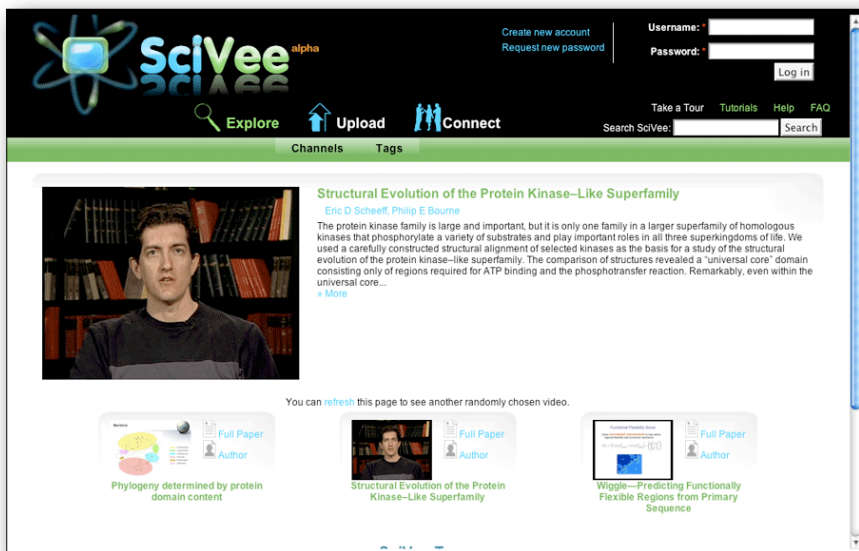 SciVee alpha
Create new account
Request new password
Username: *
Password: *
Log in
Explore
Upload
Connect
Take a Tour Tutorials Help FAQ
Search SciVee: Search
Channels Tags
Structural Evolution of the Protein Kinase–Like Superfamily
Eric D Scheeff, Philip E Bourne
The protein kinase family is large and important, but it is only one family in a larger superfamily of homologous
kinases that phosphorylate a variety of substrates and play important roles in all three superkingdoms of life. We
used a carefully constructed structural alignment of selected kinases as the basis for a study of the structural
evolution of the protein kinase–like superfamily. The comparison of structures revealed a "universal core" domain
consisting only of regions required for ATP binding and the phosphotransfer reaction. Remarkably, even within the
universal core...
» More
You can refresh this page to see another randomly chosen video.
Bacteria
Full Paper
Author
Phylogeny determined by protein
domain content
Full Paper
Author
Structural Evolution of the Protein
Kinase–Like Superfamily
Functional Flexibility Score
Full Paper
Author
Wiggle—Predicting Functionally
Flexible Regions from Primary
Sequence